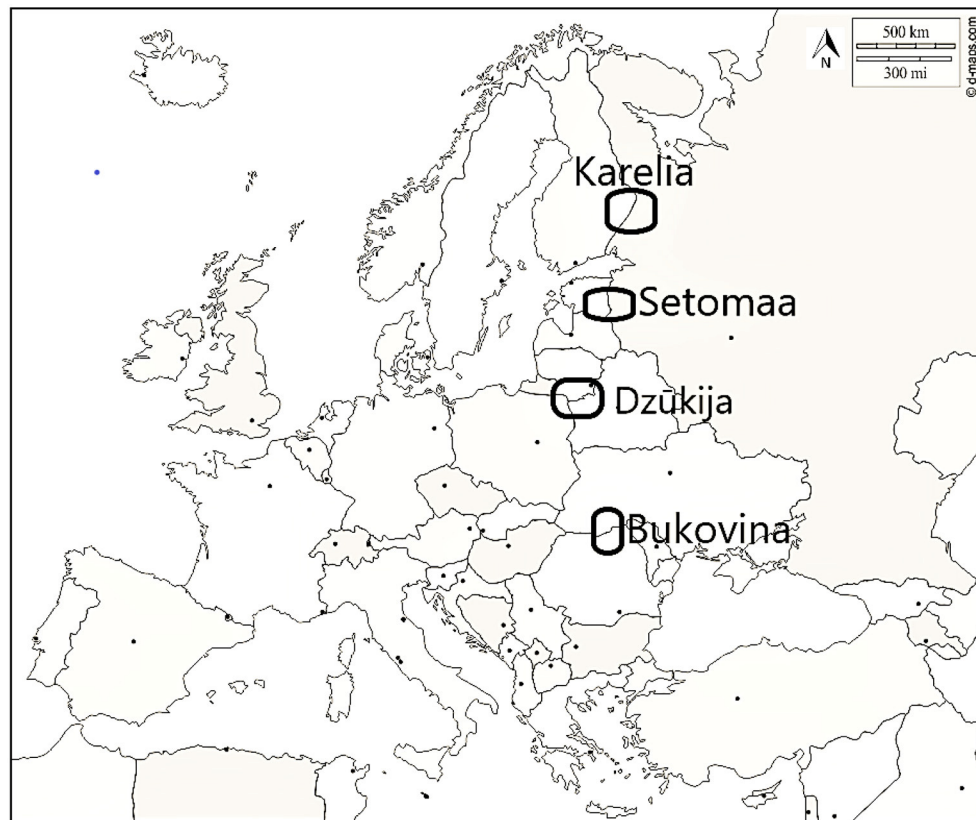 500 km
300 mi
N
© d-maps.com
Karelia
Setomaa
Dzūkija
Bukovina